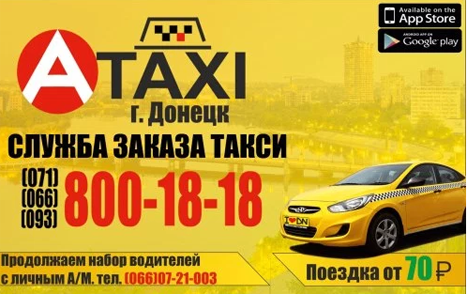 Available on the
App Store
ANDROID APP ON
Google play
A TAXI
г. Донецк
СЛУЖБА ЗАКАЗА ТАКСИ
(071)
(066)
(093)
800-18-18
I ♥ DN
Продолжаем набор водителей
с личным А/М. тел. (066)07-21-003
Поездка от 70 ₽